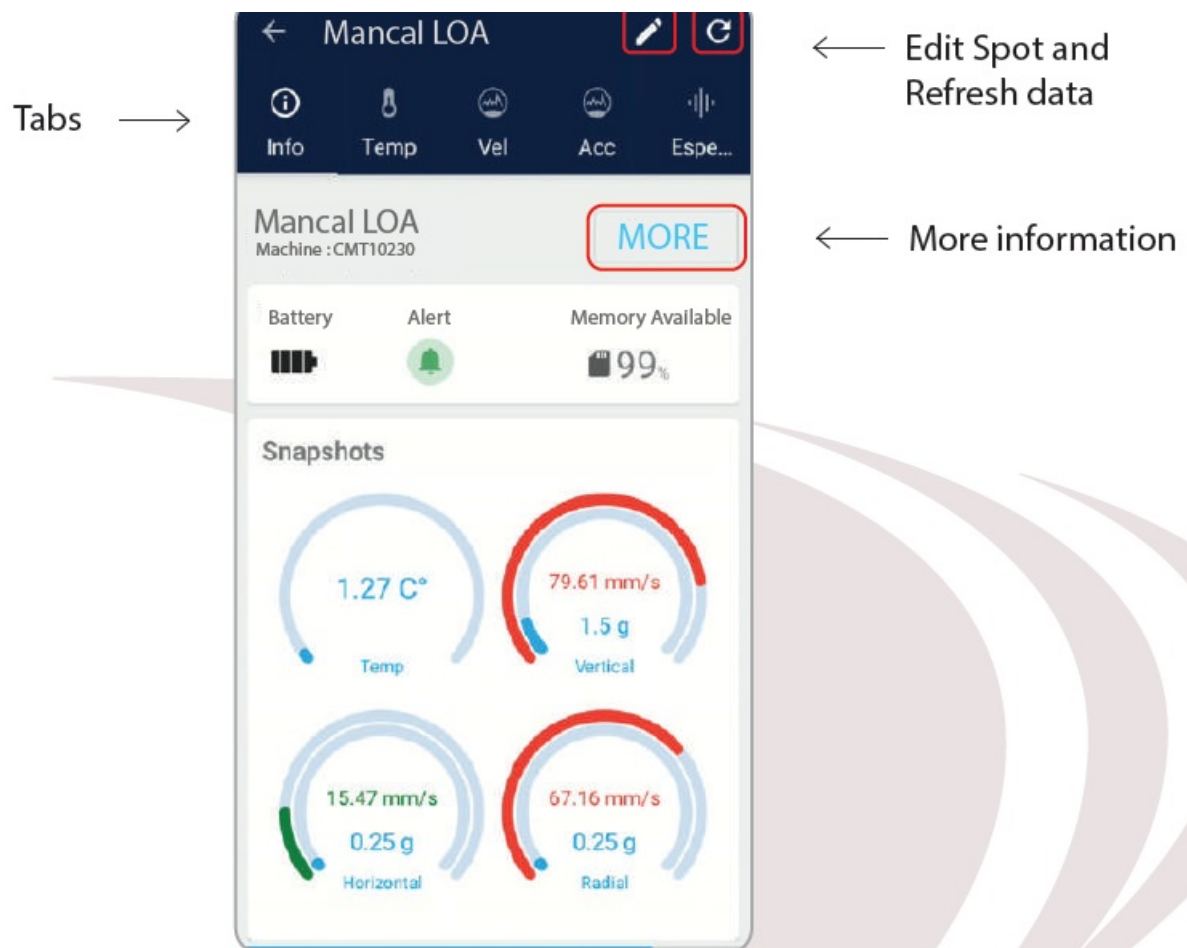 Mancal LOA
Edit Spot and
Refresh data
Tabs
Info Temp Vel Acc Espe...
Mancal LOA
Machine : CMT10230
MORE
More information
Battery Alert Memory Available
99%
Snapshots
1.27 C°
Temp
79.61 mm/s
1.5 g
Vertical
15.47 mm/s
0.25 g
Horizontal
67.16 mm/s
0.25 g
Radial